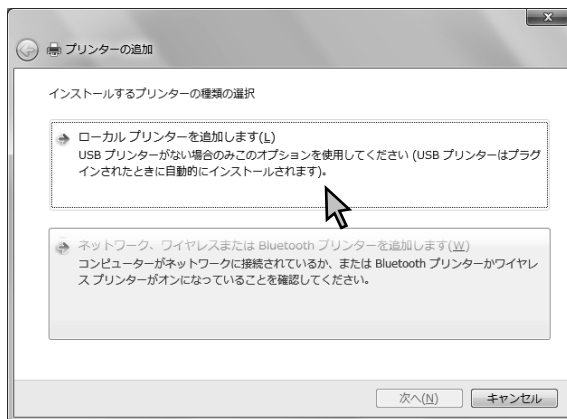 プリンターの追加
インストールするプリンターの種類の選択
ローカル プリンターを追加します(L)
USB プリンターがない場合のみこのオプションを使用してください (USB プリンターはプラグ
インされたときに自動的にインストールされます)。
ネットワーク、ワイヤレスまたは Bluetooth プリンターを追加します(W)
コンピューターがネットワークに接続されているか、または Bluetooth プリンターかワイヤレ
ス プリンターがオンになっていることを確認してください。
次へ(N) キャンセル